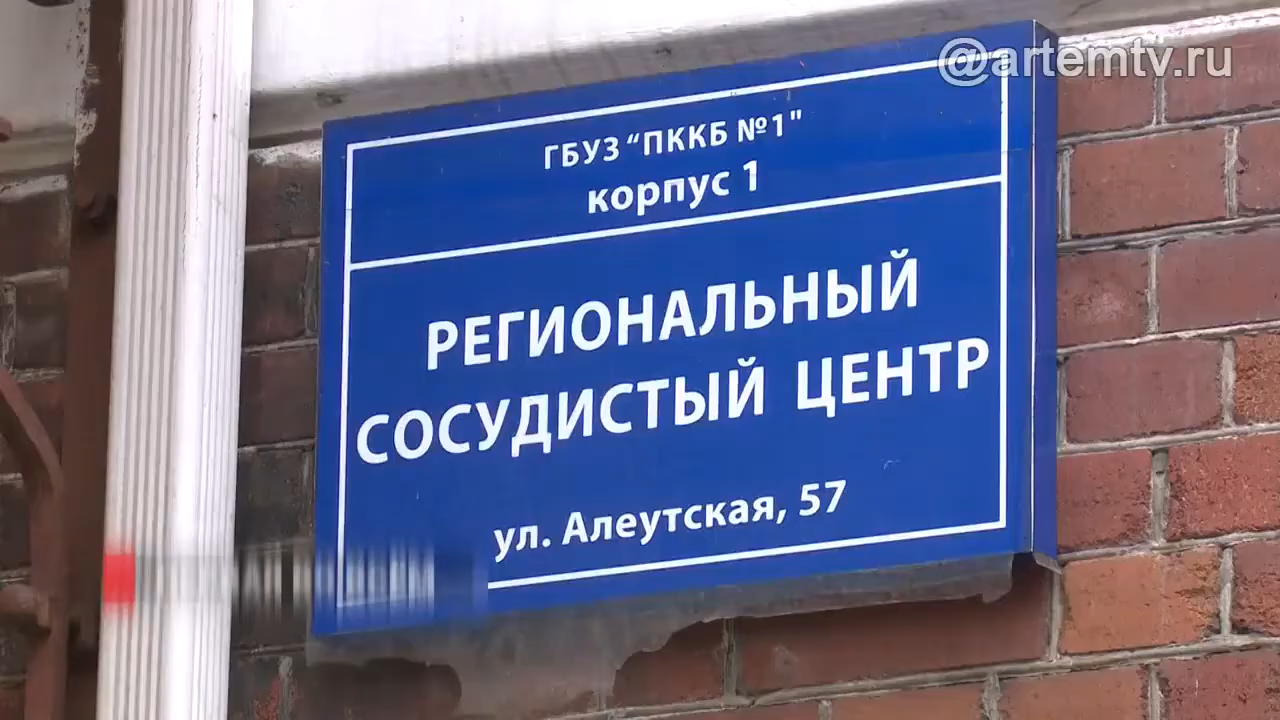 @artemtv.ru
ГБУЗ “ПККБ №1"
корпус 1
РЕГИОНАЛЬНЫЙ
СОСУДИСТЫЙ ЦЕНТР
ул. Алеутская, 57